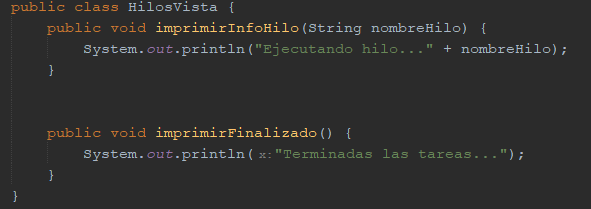 public class HilosVista {
public void imprimirInfoHilo(String nombreHilo) {
System.out.println("Ejecutando hilo..." + nombreHilo);
}
public void imprimirFinalizado() {
System.out.println( x: "Terminadas las tareas...");
}
}